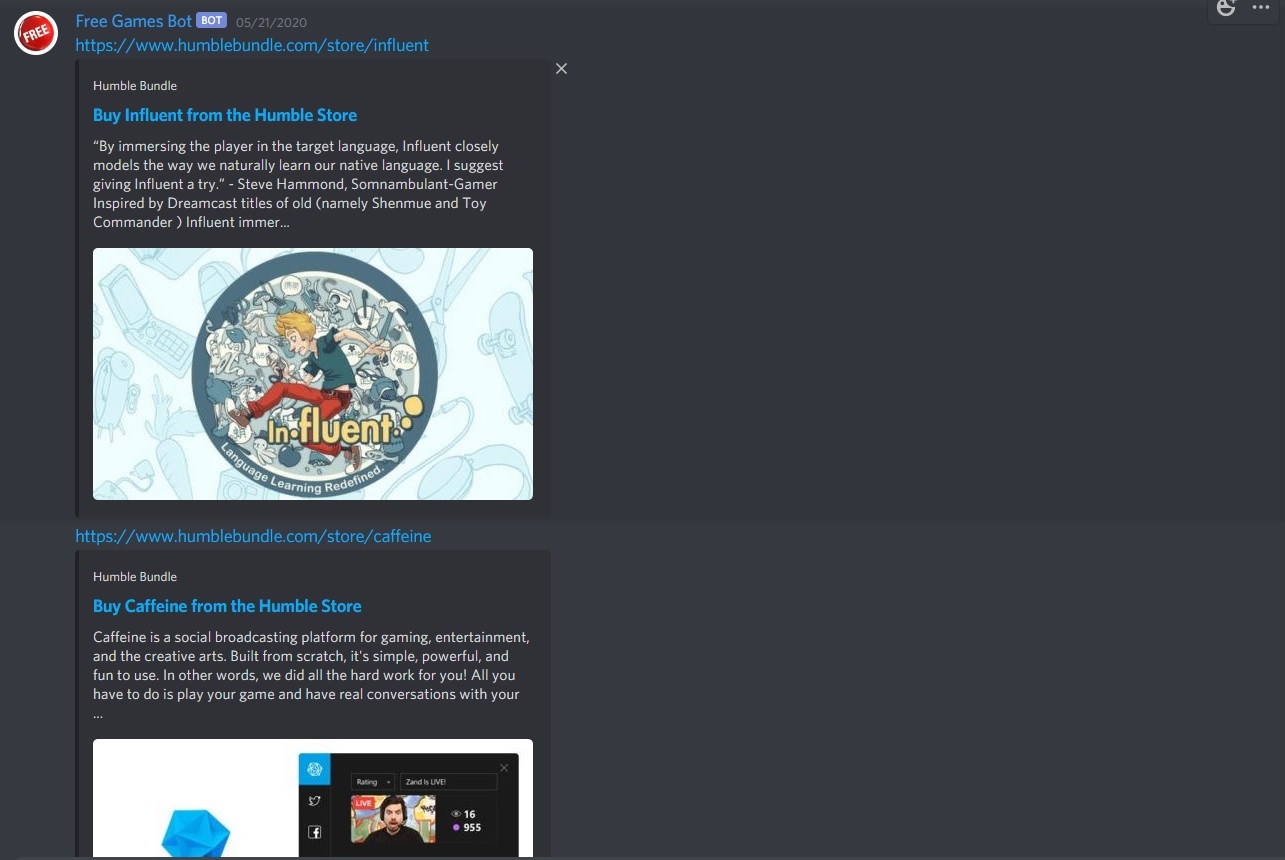 FREE
Free Games Bot BOT 05/21/2020
https://www.humblebundle.com/store/influent
Humble Bundle
Buy Influent from the Humble Store
“By immersing the player in the target language, Influent closely
models the way we naturally learn our native language. I suggest
giving Influent a try.” - Steve Hammond, Somnambulant-Gamer
Inspired by Dreamcast titles of old (namely Shenmue and Toy
Commander ) Influent immer...
In·fluent
Language Learning Redefined.
https://www.humblebundle.com/store/caffeine
Humble Bundle
Buy Caffeine from the Humble Store
Caffeine is a social broadcasting platform for gaming, entertainment,
and the creative arts. Built from scratch, it's simple, powerful, and
fun to use. In other words, we did all the hard work for you! All you
have to do is play your game and have real conversations with your
...
Rating Zand Is LIVE!
LIVE
16
955